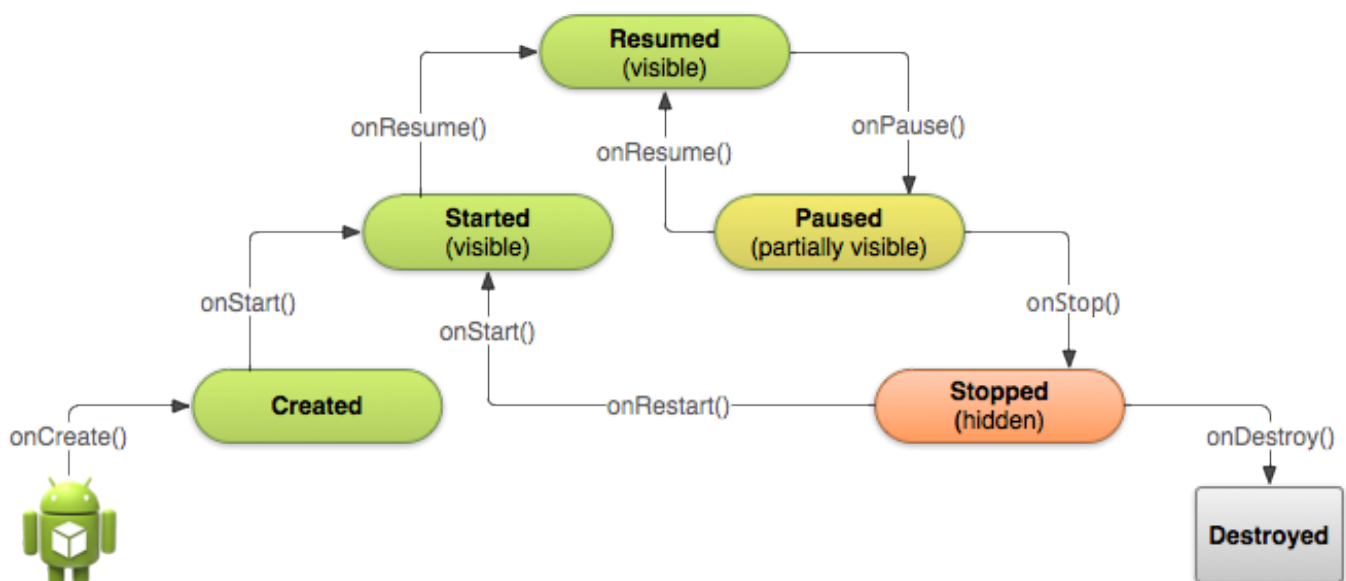 Resumed
(visible)
onResume()
onPause()
onResume()
Started
(visible)
Paused
(partially visible)
onStart()
onStart()
onStop()
Created
onRestart()
Stopped
(hidden)
onCreate()
onDestroy()
Destroyed